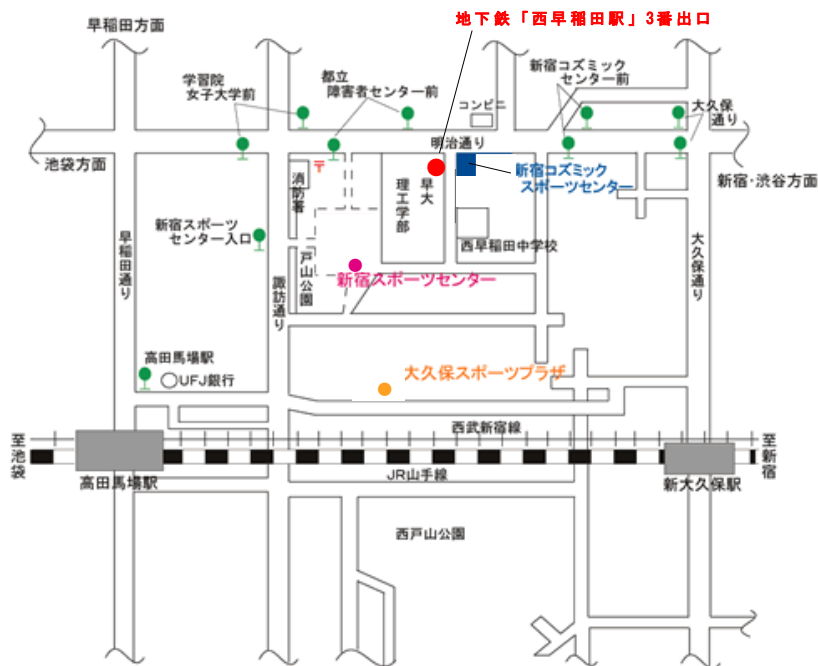 地下鉄「西早稲田駅」3番出口
早稲田方面
学習院
女子大学前
都立
障害者センター前
コンビニ
新宿コズミック
センター前
大久保
通り
明治通り
池袋方面
〒
消防署
早大
理工学部
新宿コズミック
スポーツセンター
新宿・渋谷方面
新宿スポーツ
センター入口
西早稲田中学校
早稲田通り
諏訪通り
戸山公園
新宿スポーツセンター
大久保通り
高田馬場駅
UFJ銀行
大久保スポーツプラザ
西武新宿線
至池袋
至新宿
JR山手線
高田馬場駅
新大久保駅
西戸山公園